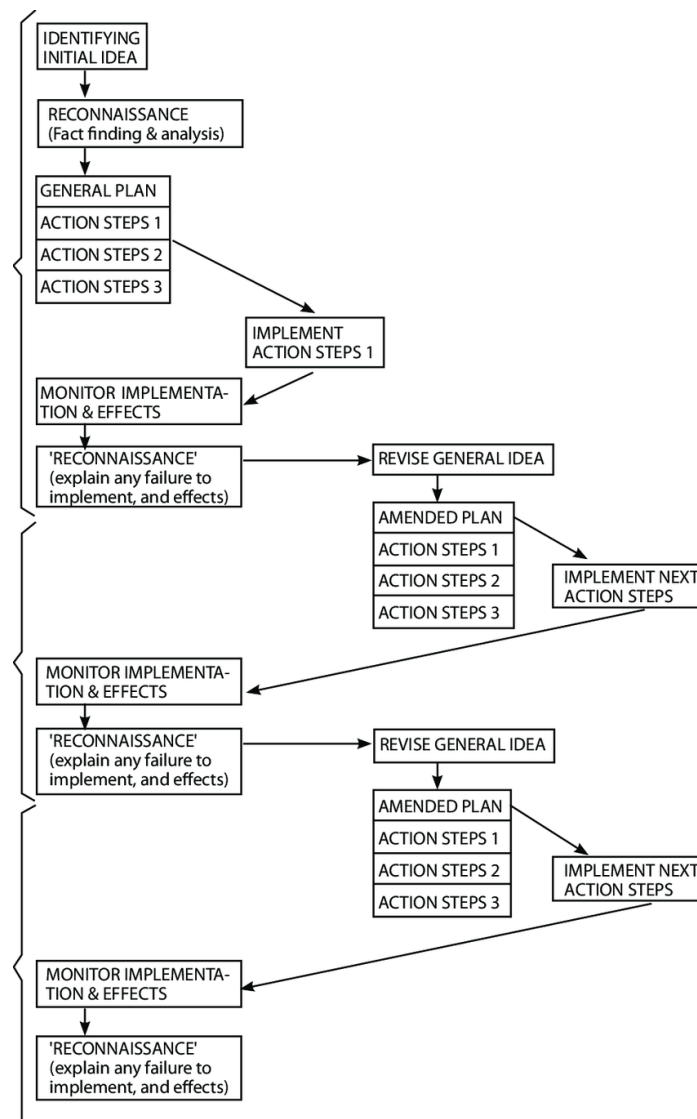 IDENTIFYING
INITIAL IDEA
RECONNAISSANCE
(Fact finding & analysis)
GENERAL PLAN
ACTION STEPS 1
ACTION STEPS 2
ACTION STEPS 3
IMPLEMENT
ACTION STEPS 1
MONITOR IMPLEMENTA-
TION & EFFECTS
'RECONNAISSANCE'
(explain any failure to
implement, and effects)
REVISE GENERAL IDEA
AMENDED PLAN
ACTION STEPS 1
ACTION STEPS 2
ACTION STEPS 3
IMPLEMENT NEXT
ACTION STEPS
MONITOR IMPLEMENTA-
TION & EFFECTS
'RECONNAISSANCE'
(explain any failure to
implement, and effects)
REVISE GENERAL IDEA
AMENDED PLAN
ACTION STEPS 1
ACTION STEPS 2
ACTION STEPS 3
IMPLEMENT NEXT
ACTION STEPS
MONITOR IMPLEMENTA-
TION & EFFECTS
'RECONNAISSANCE'
(explain any failure to
implement, and effects)